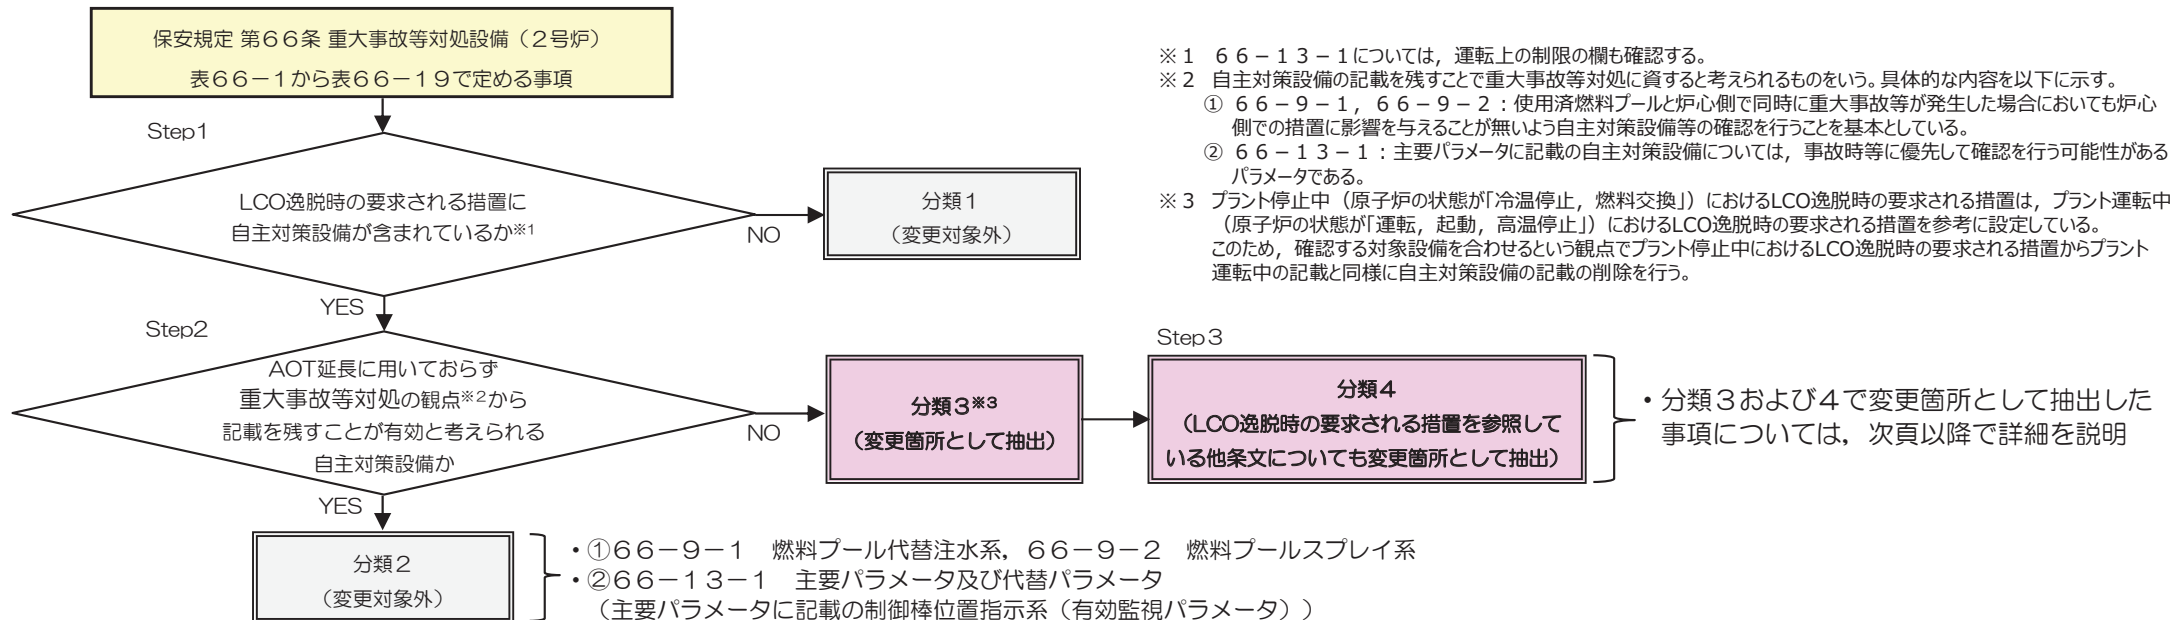 保安規定 第66条 重大事故等対処設備（2号炉）
表66－1から表66－19で定める事項
Step1
LCO逸脱時の要求される措置に
自主対策設備が含まれているか※1
NO
分類1
（変更対象外）
YES
※1 66－13－1については，運転上の制限の欄も確認する。
※2 自主対策設備の記載を残すことで重大事故等対処に資すると考えられるものをいう。具体的な内容を以下に示す。
① 66－9－1，66－9－2：使用済燃料プールと炉心側で同時に重大事故等が発生した場合においても炉心
側での措置に影響を与えることが無いよう自主対策設備等の確認を行うことを基本としている。
② 66－13－1：主要パラメータに記載の自主対策設備については，事故時等に優先して確認を行う可能性がある
パラメータである。
※3 プラント停止中（原子炉の状態が「冷温停止，燃料交換」）におけるLCO逸脱時の要求される措置は，プラント運転中
（原子炉の状態が「運転，起動，高温停止」）におけるLCO逸脱時の要求される措置を参考に設定している。
このため，確認する対象設備を合わせるという観点でプラント停止中におけるLCO逸脱時の要求される措置からプラント
運転中の記載と同様に自主対策設備の記載の削除を行う。
Step2
AOT延長に用いておらず
重大事故等対処の観点※2から
記載を残すことが有効と考えられる
自主対策設備か
NO
分類3※3
（変更箇所として抽出）
Step3
分類4
（LCO逸脱時の要求される措置を参照して
いる他条文についても変更箇所として抽出）
・分類3および4で変更箇所として抽出した
事項については，次頁以降で詳細を説明
YES
分類2
（変更対象外）
・①66－9－1 燃料プール代替注水系，66－9－2 燃料プールスプレイ系
・②66－13－1 主要パラメータ及び代替パラメータ
（主要パラメータに記載の制御棒位置指示系（有効監視パラメータ））